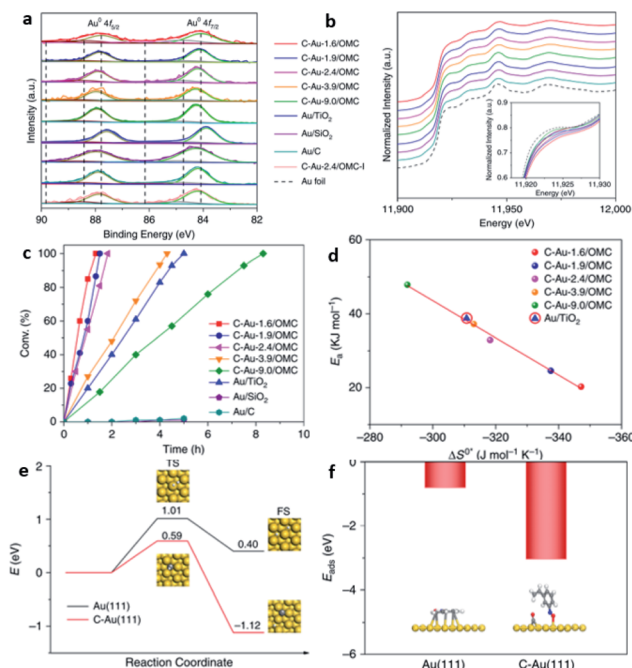 a
Au⁰ 4f₅/₂
Au⁰ 4f₇/₂
Intensity (a.u.)
90
88
86
84
82
Binding Energy (eV)
C-Au-1.6/OMC
C-Au-1.9/OMC
C-Au-2.4/OMC
C-Au-3.9/OMC
C-Au-9.0/OMC
Au/TiO₂
Au/SiO₂
Au/C
C-Au-2.4/OMC-I
Au foil
b
Normalized Intensity (a.u.)
11,900
11,950
12,000
Energy (eV)
Normalized Intensity (a.u.)
0.8
0.7
0.6
11,920
11,925
11,930
Energy (eV)
c
Conv. (%)
100
80
60
40
20
0
0
2
4
6
8
10
Time (h)
C-Au-1.6/OMC
C-Au-1.9/OMC
C-Au-2.4/OMC
C-Au-3.9/OMC
C-Au-9.0/OMC
Au/TiO₂
Au/SiO₂
Au/C
d
Eₐ (KJ mol⁻¹)
60
40
20
−280
−300
−320
−340
−360
ΔS⁰* (J mol⁻¹ K⁻¹)
C-Au-1.6/OMC
C-Au-1.9/OMC
C-Au-2.4/OMC
C-Au-3.9/OMC
C-Au-9.0/OMC
Au/TiO₂
e
E (eV)
2
1
0
−1
TS
1.01
0.59
FS
0.40
−1.12
Au(111)
C-Au(111)
Reaction Coordinate
f
E_ads (eV)
0
−2
−4
−6
Au(111)
C-Au(111)